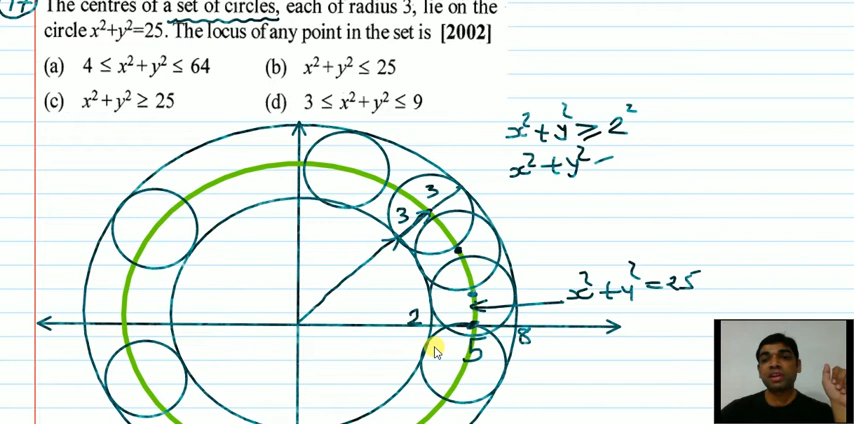 17 The centres of a set of circles, each of radius 3, lie on the
circle x²+y²=25. The locus of any point in the set is [2002]
(a) 4 ≤ x²+y² ≤ 64 (b) x²+y² ≤ 25
(c) x²+y² ≥ 25 (d) 3 ≤ x²+y² ≤ 9
x²+y² ≥ 2²
x²+y²
3
3
x²+y²=25
2
5
8